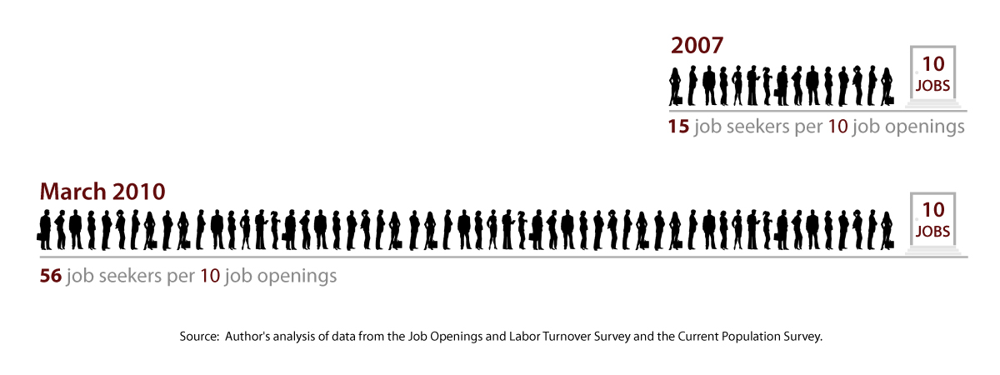 2007
10
JOBS
15 job seekers per 10 job openings
March 2010
10
JOBS
56 job seekers per 10 job openings
Source:  Author's analysis of data from the Job Openings and Labor Turnover Survey and the Current Population Survey.